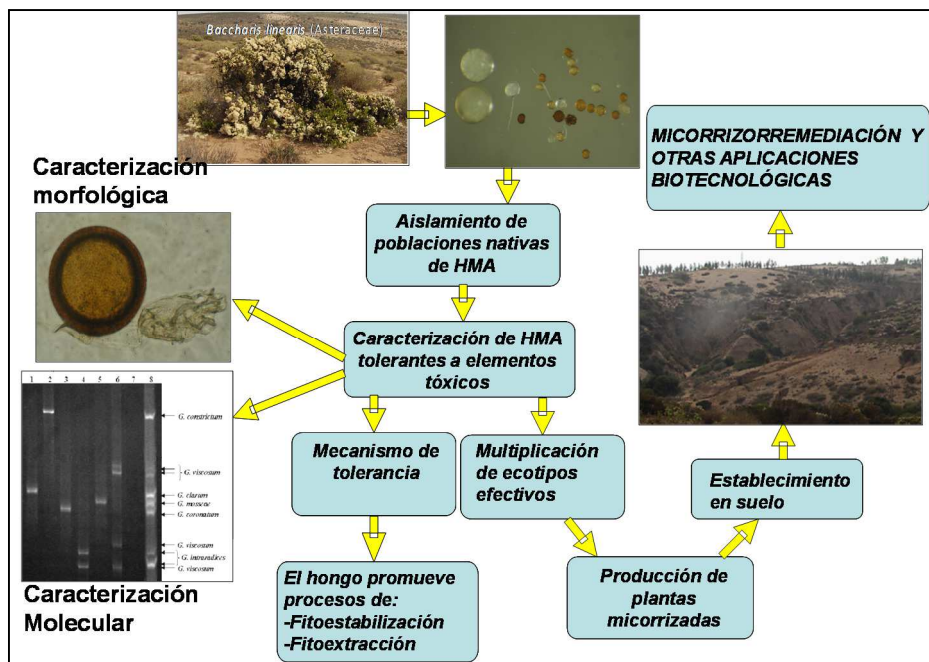 Baccharis linearis (Asteraceae)
Caracterización
morfológica
MICORRIZORREMEDIACIÓN Y
OTRAS APLICACIONES
BIOTECNOLÓGICAS
Aislamiento de
poblaciones nativas
de HMA
Caracterización de HMA
tolerantes a elementos
tóxicos
1 2 3 4 5 6 7 8
G. constrictum
G. viscosum
G. clarum
G. mosseae
G. coronatum
G. viscosum
G. intraradices
G. viscosum
Caracterización
Molecular
Mecanismo de
tolerancia
Multiplicación
de ecotipos
efectivos
Establecimiento
en suelo
El hongo promueve
procesos de:
-Fitoestabilización
-Fitoextracción
Producción de
plantas
micorrizadas